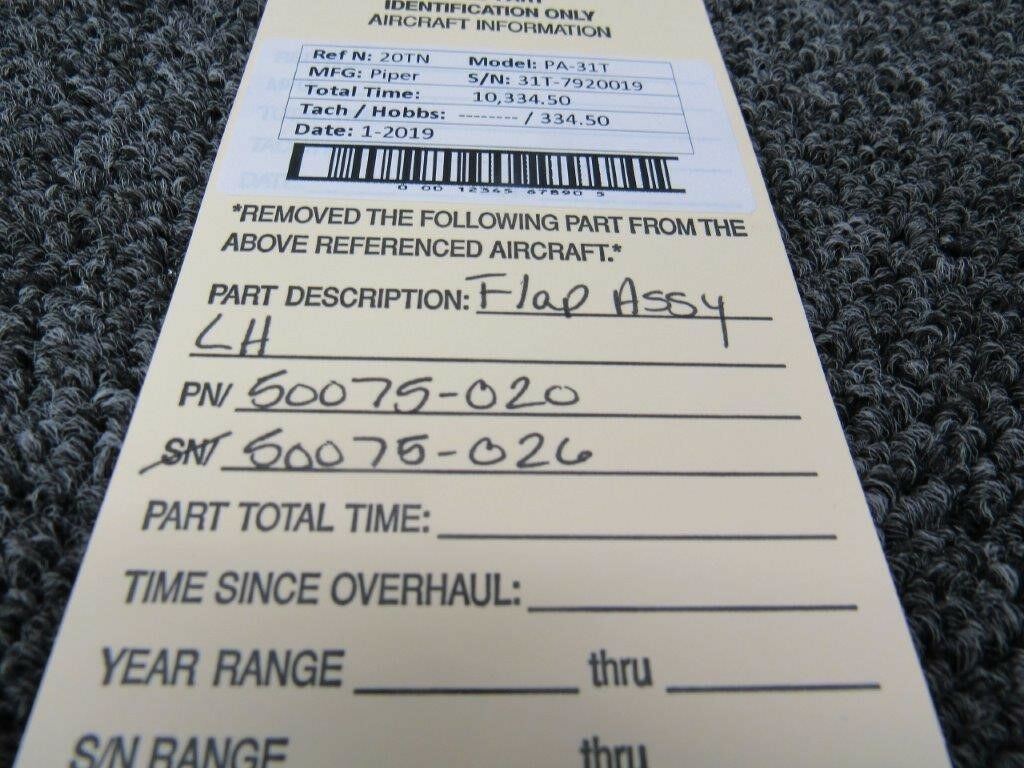 IDENTIFICATION ONLY
AIRCRAFT INFORMATION
Ref N: 20TN Model: PA-31T
MFG: Piper S/N: 31T-7920019
Total Time: 10,334.50
Tach / Hobbs: -------- / 334.50
Date: 1-2019
0 00 12345 67890 5
*REMOVED THE FOLLOWING PART FROM THE
ABOVE REFERENCED AIRCRAFT.*
PART DESCRIPTION: Flap Assy
LH
PN/ 50075-020
SN/ 50075-026
PART TOTAL TIME:
TIME SINCE OVERHAUL:
YEAR RANGE thru
S/N RANGE thru